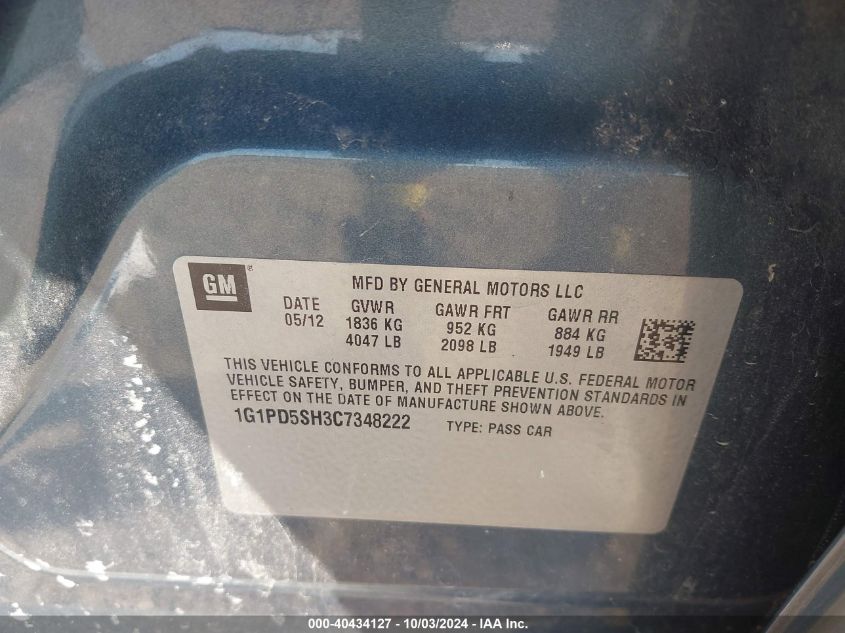 GM ®
MFD BY GENERAL MOTORS LLC
DATE GVWR GAWR FRT GAWR RR
05/12 1836 KG 952 KG 884 KG
4047 LB 2098 LB 1949 LB
THIS VEHICLE CONFORMS TO ALL APPLICABLE U.S. FEDERAL MOTOR
VEHICLE SAFETY, BUMPER, AND THEFT PREVENTION STANDARDS IN
EFFECT ON THE DATE OF MANUFACTURE SHOWN ABOVE.
1G1PD5SH3C7348222 TYPE: PASS CAR
000-40434127 - 10/03/2024 - IAA Inc.